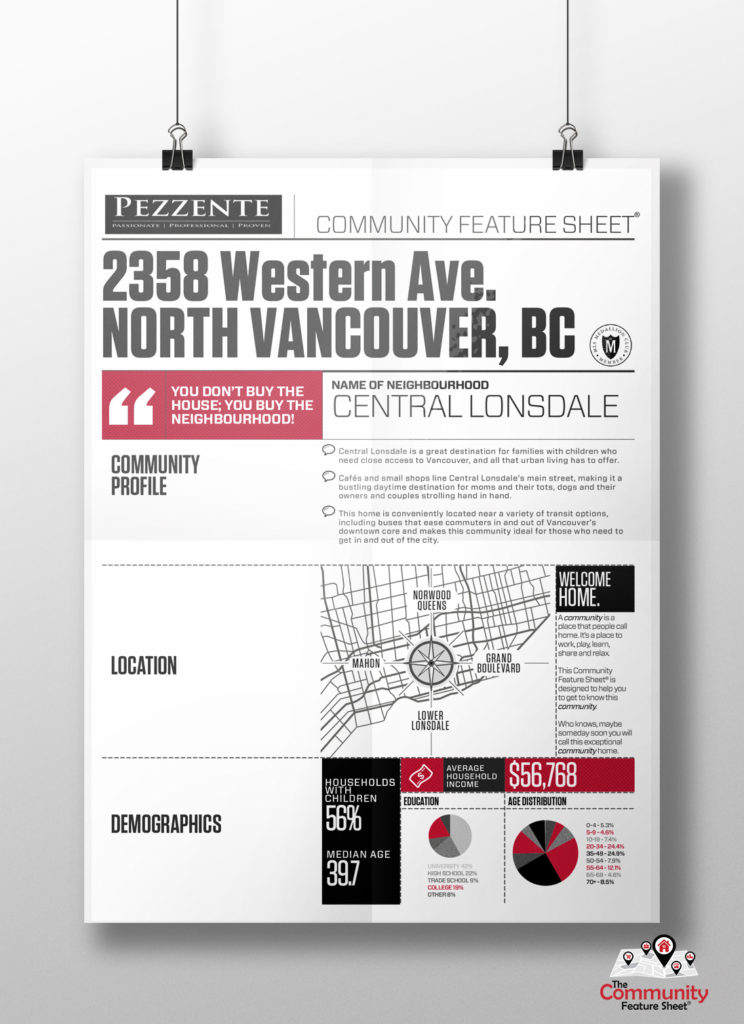 PEZZENTE
PASSIONATE | PROFESSIONAL | PROVEN
COMMUNITY FEATURE SHEET®
2358 Western Ave.
NORTH VANCOUVER, BC
MLS MEDALLION CLUB
M
MEMBER
YOU DON'T BUY THE
HOUSE; YOU BUY THE
NEIGHBOURHOOD!
NAME OF NEIGHBOURHOOD
CENTRAL LONSDALE
COMMUNITY
PROFILE
Central Lonsdale is a great destination for families with children who
need close access to Vancouver, and all that urban living has to offer.
Cafés and small shops line Central Lonsdale's main street, making it a
bustling daytime destination for moms and their tots, dogs and their
owners and couples strolling hand in hand.
This home is conveniently located near a variety of transit options,
including buses that ease commuters in and out of Vancouver's
downtown core and makes this community ideal for those who need to
get in and out of the city.
LOCATION
NORWOOD
QUEENS
MAHON
GRAND
BOULEVARD
LOWER
LONSDALE
WELCOME
HOME.
A community is a
place that people call
home. It's a place to
work, play, learn,
share and relax.
This Community
Feature Sheet® is
designed to help you
to get to know this
community.
Who knows, maybe
someday soon you will
call this exceptional
community home.
DEMOGRAPHICS
HOUSEHOLDS
WITH
CHILDREN
56%
MEDIAN AGE
39.7
AVERAGE
HOUSEHOLD
INCOME
$56,768
EDUCATION
UNIVERSITY 42%
HIGH SCHOOL 22%
TRADE SCHOOL 9%
COLLEGE 19%
OTHER 8%
AGE DISTRIBUTION
0-4 - 5.3%
5-9 - 4.6%
10-19 - 7.4%
20-34 - 24.4%
35-49 - 24.9%
50-54 - 7.9%
55-64 - 12.1%
65-69 - 4.6%
70+ - 8.5%
The
Community
Feature Sheet®